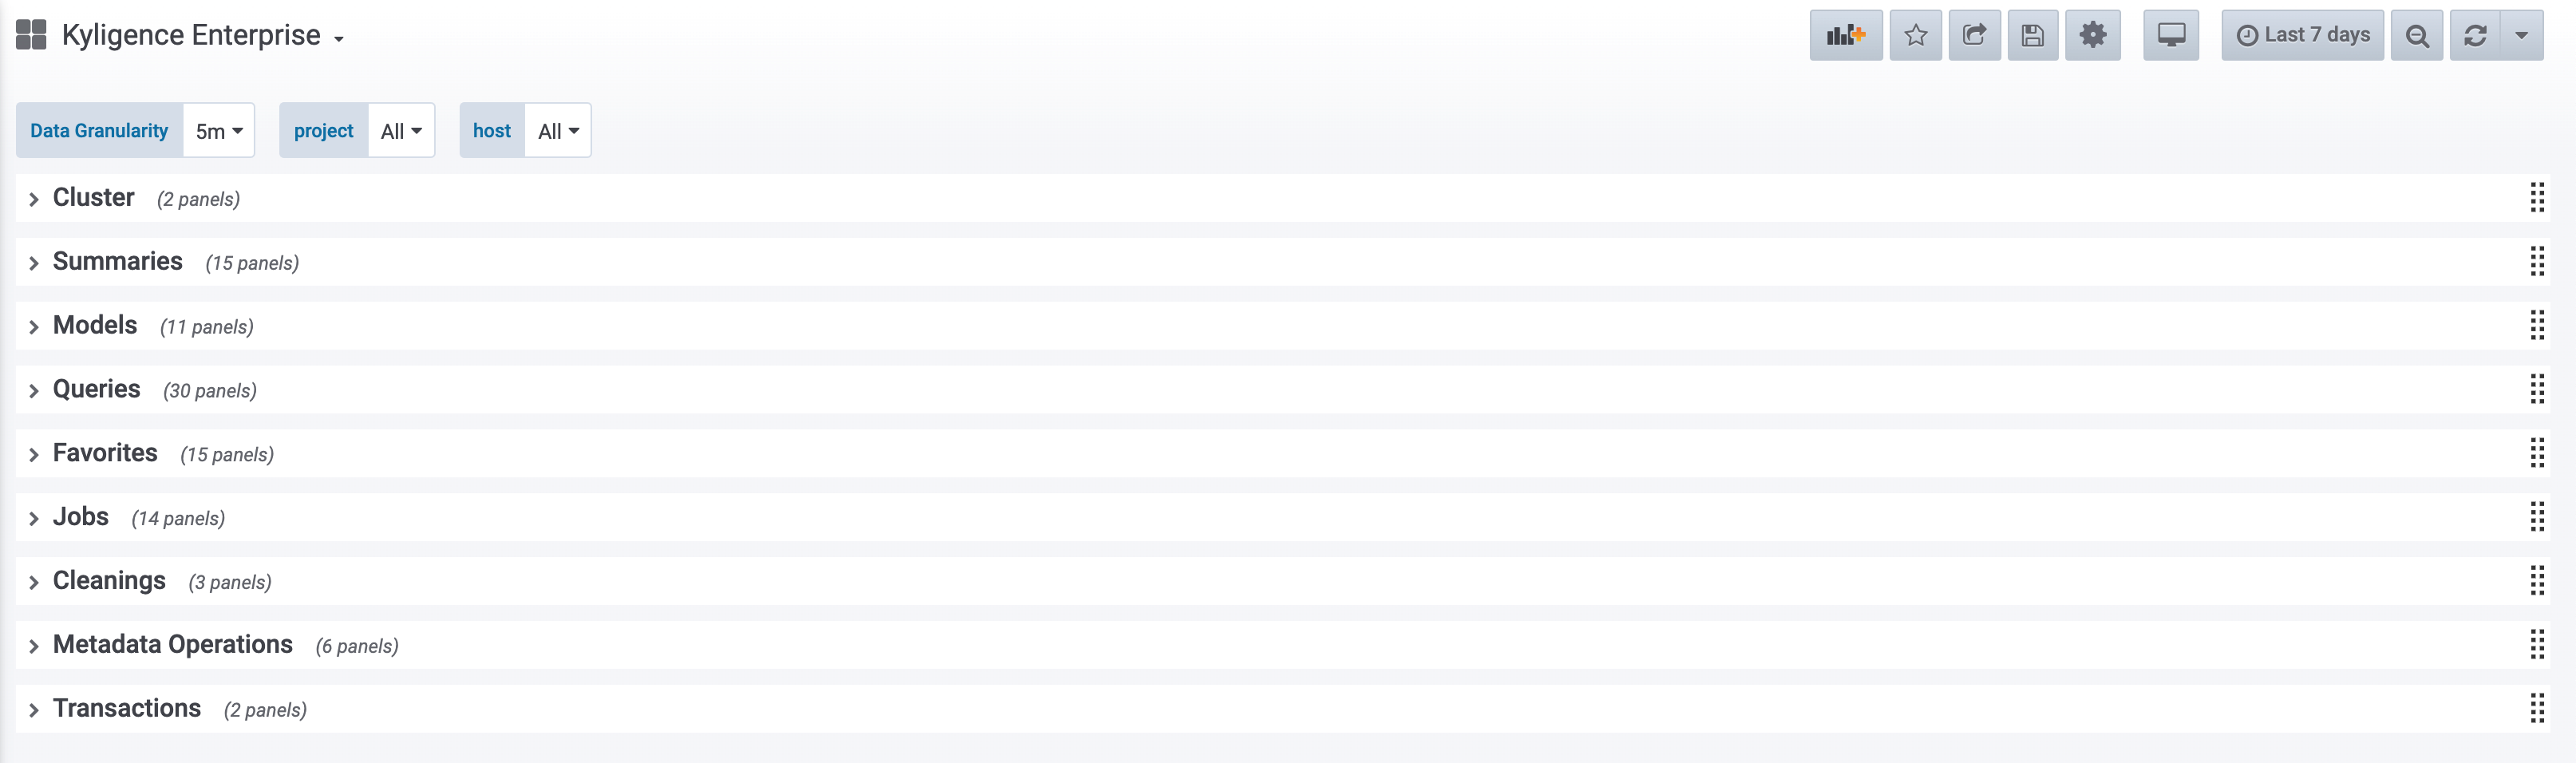 Kyligence Enterprise
Last 7 days
Data Granularity 5m project All host All
Cluster (2 panels)
Summaries (15 panels)
Models (11 panels)
Queries (30 panels)
Favorites (15 panels)
Jobs (14 panels)
Cleanings (3 panels)
Metadata Operations (6 panels)
Transactions (2 panels)